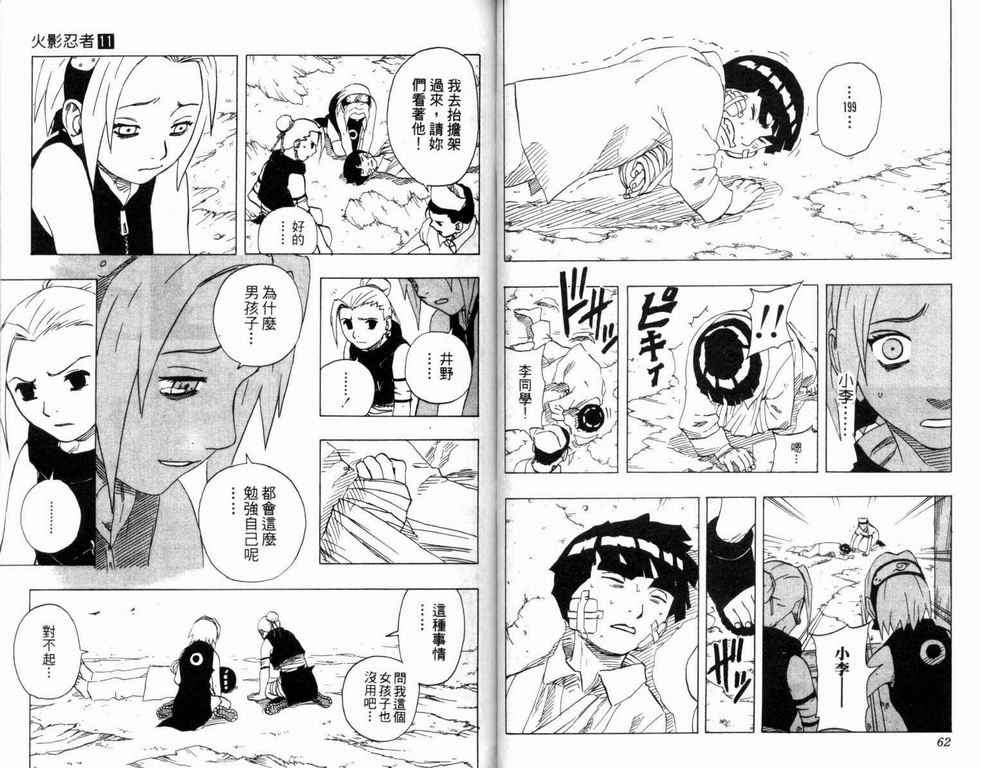 …199
小李……
!!
嗯…
ピキィ
ドドサッ
李同學!
小李──
62
火影忍者11
我去抬擔架
過來,請妳
們看著他!
好的
……
井野
……
……!
為什麼
男孩子…
都會這麼
勉強自己呢
……
………
這種事情
……
問我這個
女孩子也
沒用吧…
對不起…